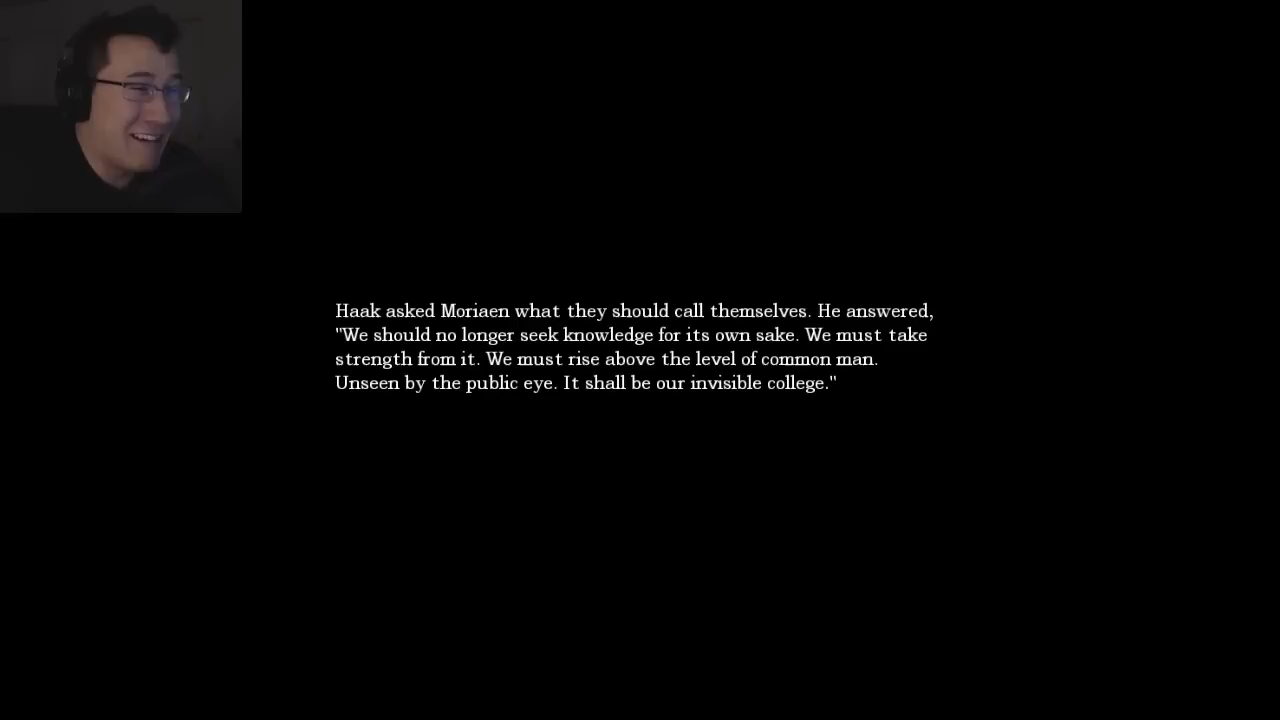 Haak asked Moriaen what they should call themselves. He answered,
"We should no longer seek knowledge for its own sake. We must take
strength from it. We must rise above the level of common man.
Unseen by the public eye. It shall be our invisible college."